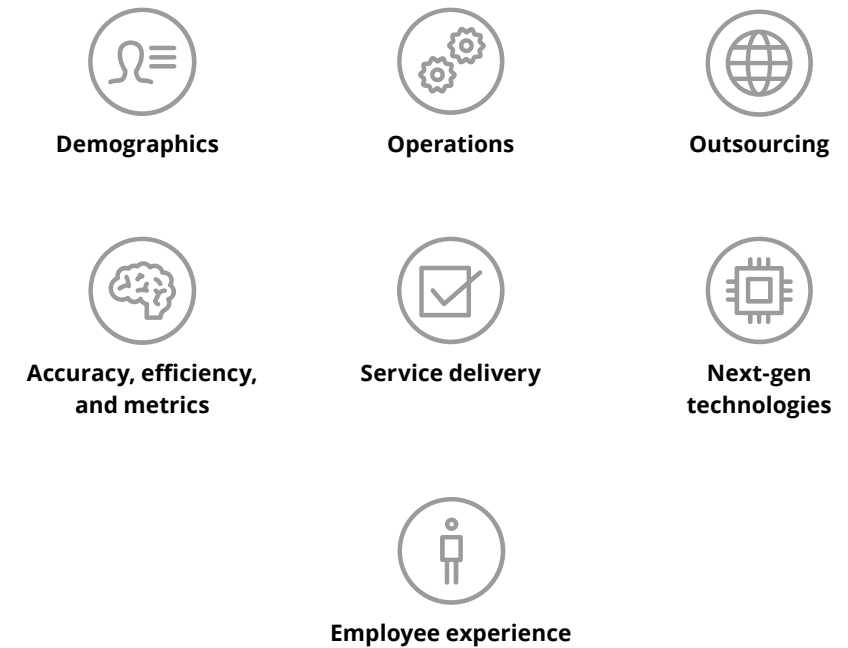 Demographics
Operations
Outsourcing
Accuracy, efficiency,
and metrics
Service delivery
Next-gen
technologies
Employee experience